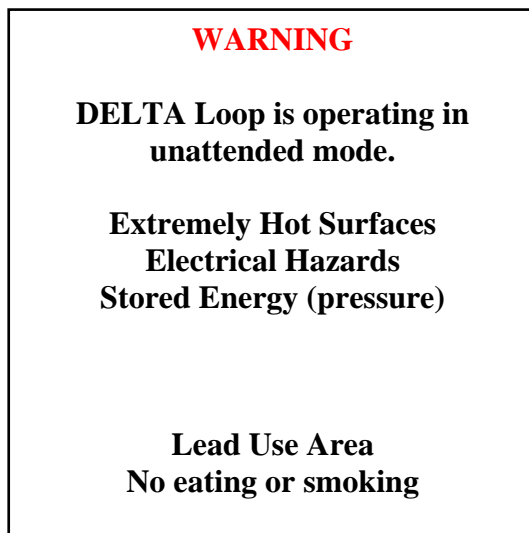 WARNING
DELTA Loop is operating in
unattended mode.
Extremely Hot Surfaces
Electrical Hazards
Stored Energy (pressure)
Lead Use Area
No eating or smoking